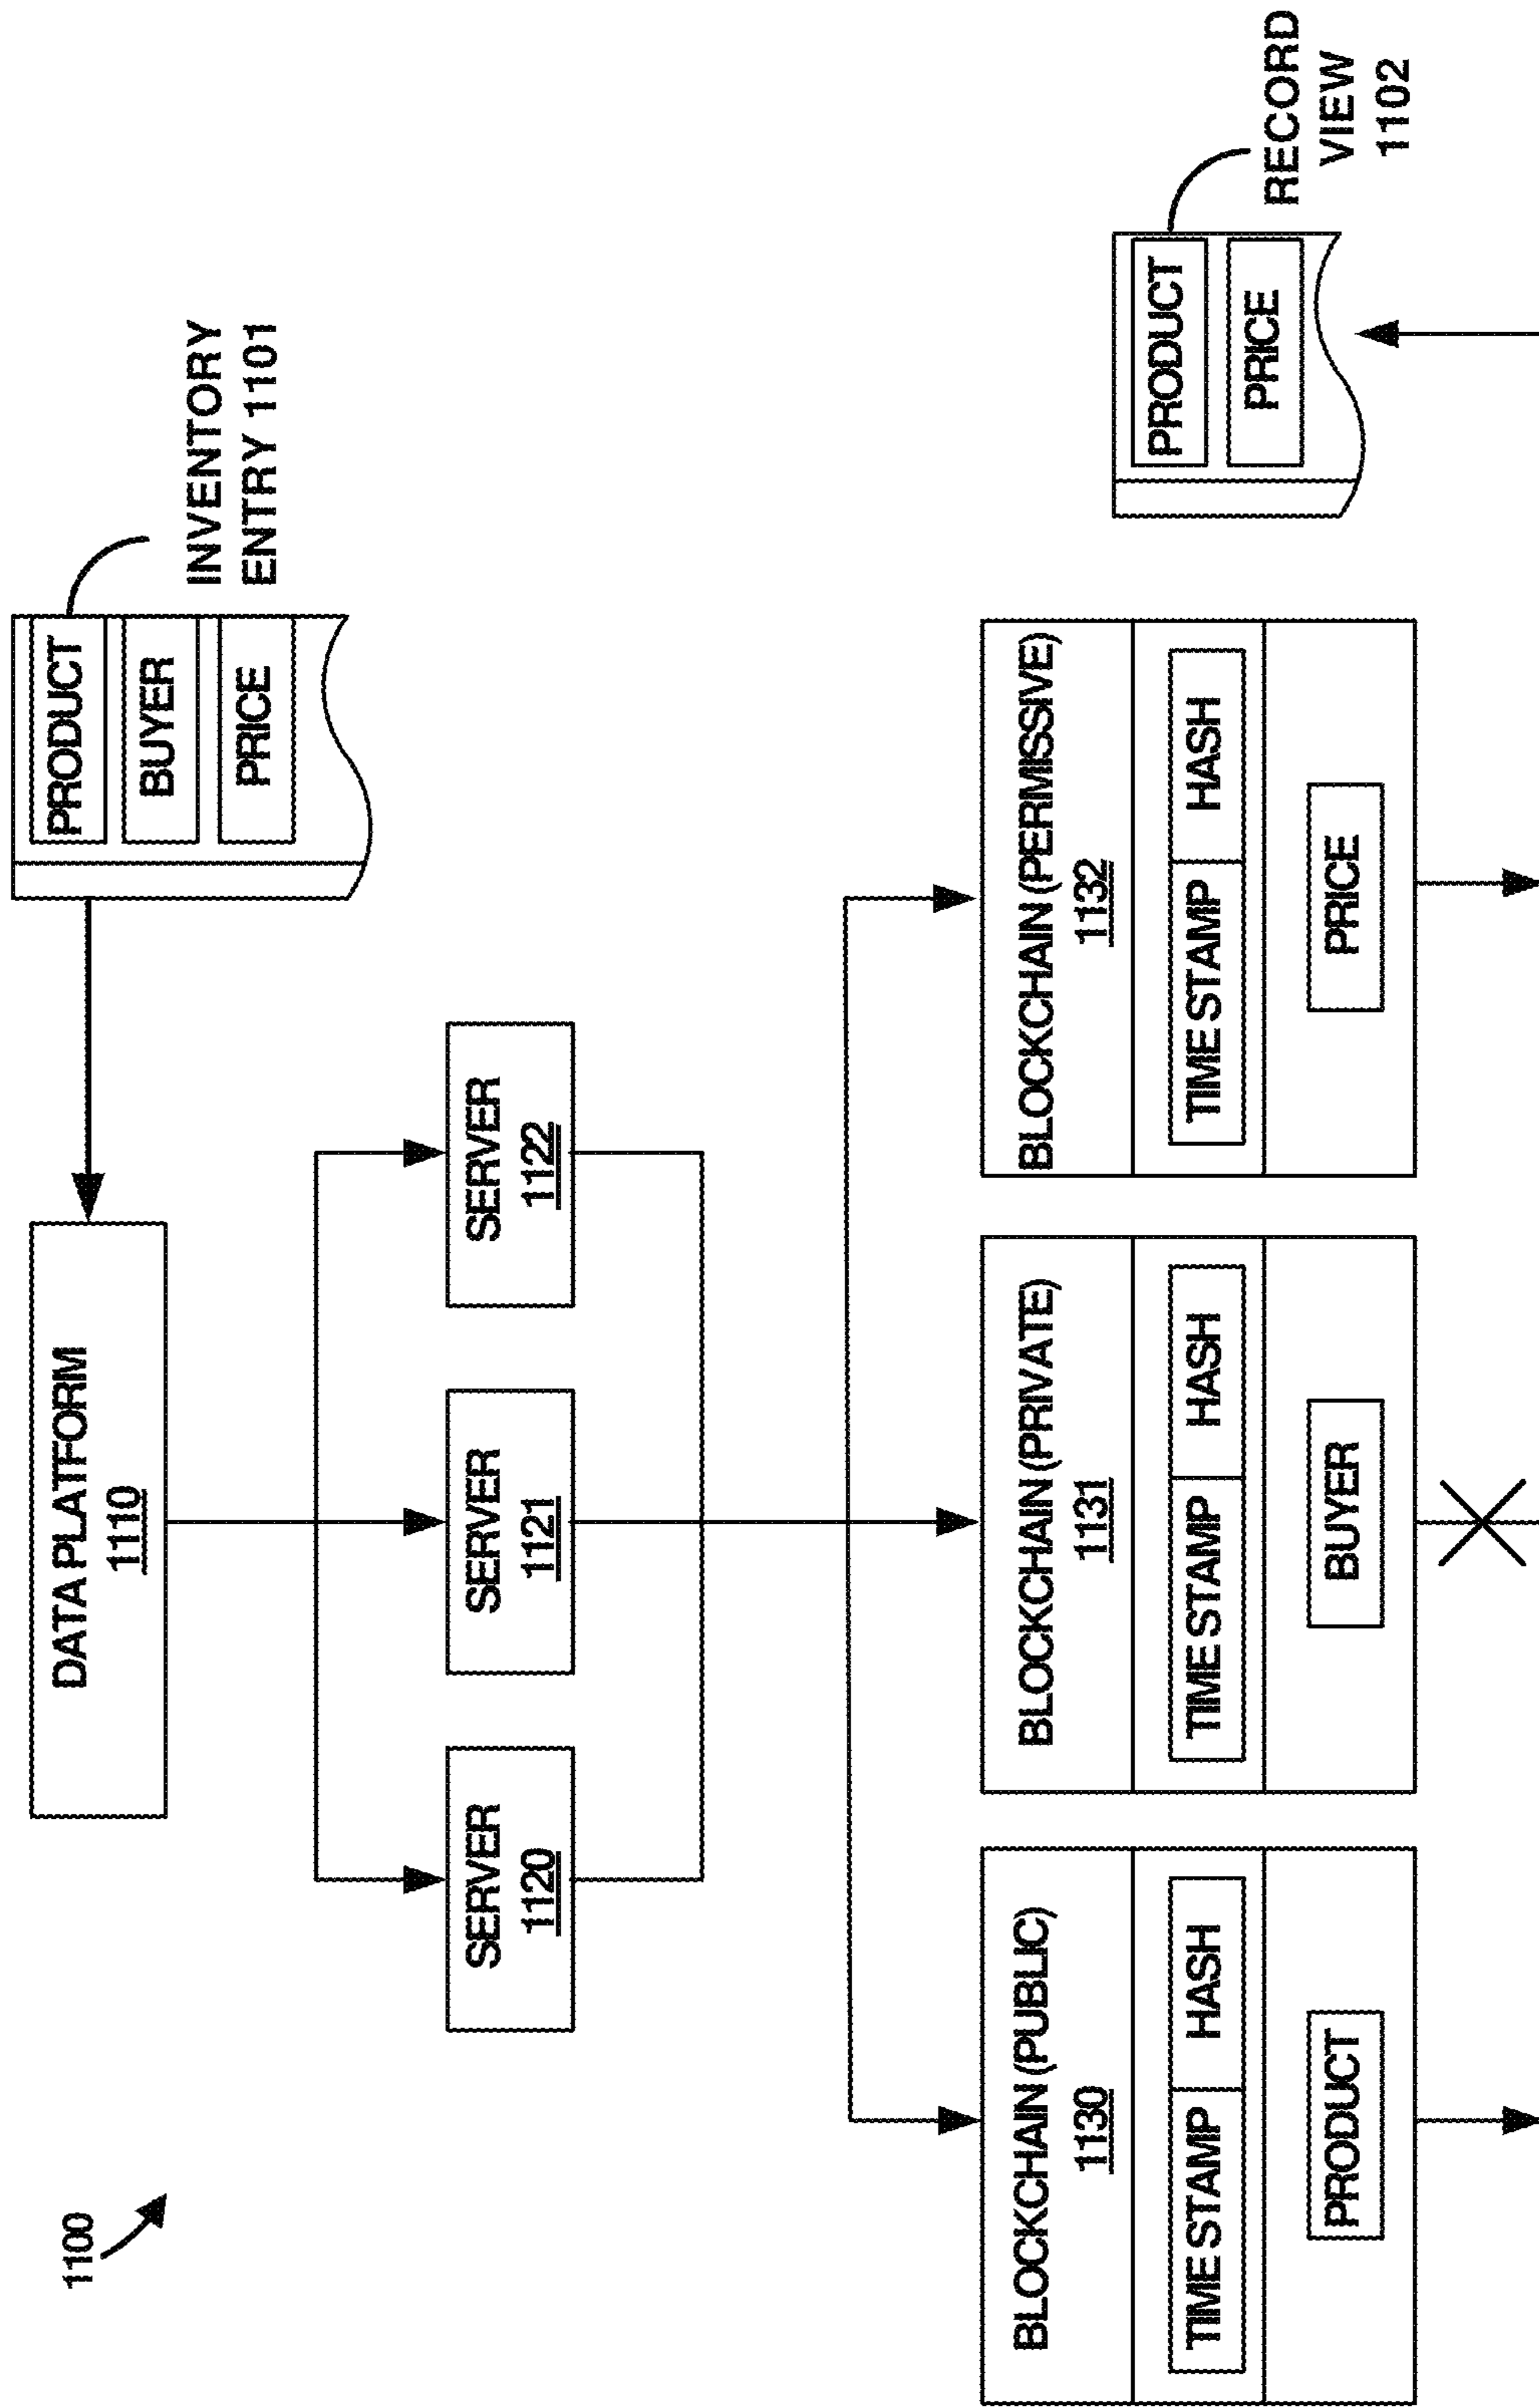 1100
DATA PLATFORM
1110
PRODUCT
BUYER
PRICE
INVENTORY
ENTRY 1101
SERVER
1120
SERVER
1121
SERVER
1122
BLOCKCHAIN (PUBLIC)
1130
TIME STAMP HASH
PRODUCT
BLOCKCHAIN (PRIVATE)
1131
TIME STAMP HASH
BUYER
BLOCKCHAIN (PERMISSIVE)
1132
TIME STAMP HASH
PRICE
PRODUCT
PRICE
RECORD
VIEW
1102